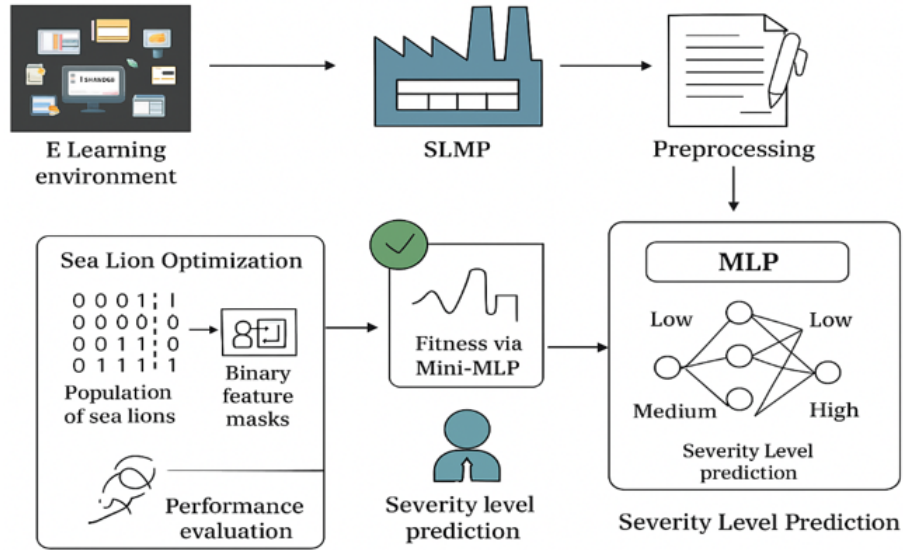 E Learning
environment
SLMP
Preprocessing
Sea Lion Optimization
0 0 0 1 1
0 0 0 0 0
0 0 1 1 0
0 1 1 1 1
Population
of sea lions
Binary
feature
masks
Performance
evaluation
Fitness via
Mini-MLP
Severity level
prediction
MLP
Low
Low
Medium
High
Severity Level
prediction
Severity Level Prediction